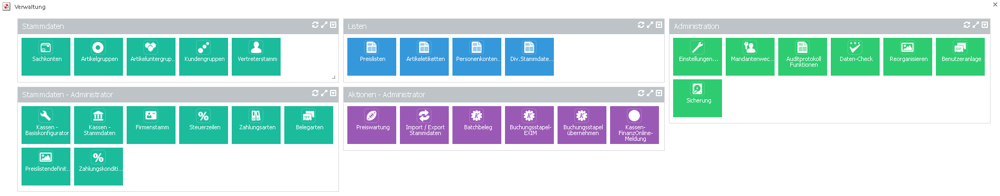 Verwaltung
Stammdaten
Sachkonten
Artikelgruppen
Artikeluntergrup...
Kundengruppen
Vertreterstamm
Listen
Preislisten
Artikeletiketten
Personenkonten...
Div.Stammdate...
Administration
Einstellungen...
Mandantenwec...
Auditprotokoll
Funktionen
A B C
Daten-Check
Reorganisieren
Benutzeranlage
Sicherung
Stammdaten - Administrator
Kassen -
Basiskonfigurator
Kassen -
Stammdaten
Firmenstamm
%
Steuerzeilen
Zahlungsarten
Belegarten
Preislistendefinit...
%
Zahlungskonditi...
Aktionen - Administrator
Preiswartung
Import / Export
Stammdaten
K
Batchbeleg
K
Buchungsstapel-
EXIM
K
Buchungsstapel
übernehmen
Kassen-
FinanzOnline-
Meldung